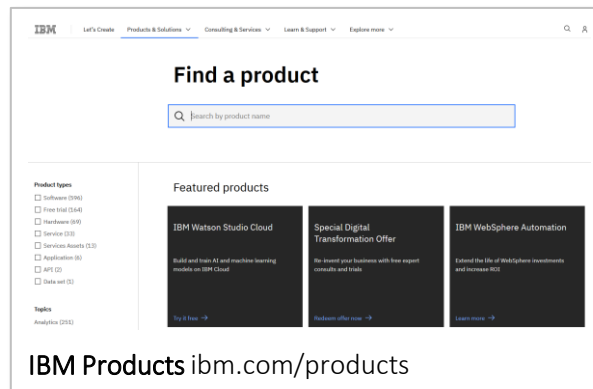 IBM Let's Create Products & Solutions Consulting & Services Learn & Support Explore more
Find a product
Search by product name
Product types
Software (596)
Free trial (164)
Hardware (69)
Service (33)
Services Assets (13)
Application (6)
API (2)
Data set (1)
Topics
Analytics (251)
Featured products
IBM Watson Studio Cloud
Build and train AI and machine learning
models on IBM Cloud
Try it free →
Special Digital
Transformation Offer
Re-invent your business with free expert
consults and trials
Redeem offer now →
IBM WebSphere Automation
Extend the life of WebSphere investments
and increase ROI
Learn more →
IBM Products ibm.com/products